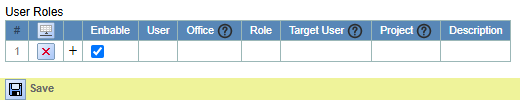 User Roles
# Enbable User Office ? Role Target User ? Project ? Description
1 +
Save